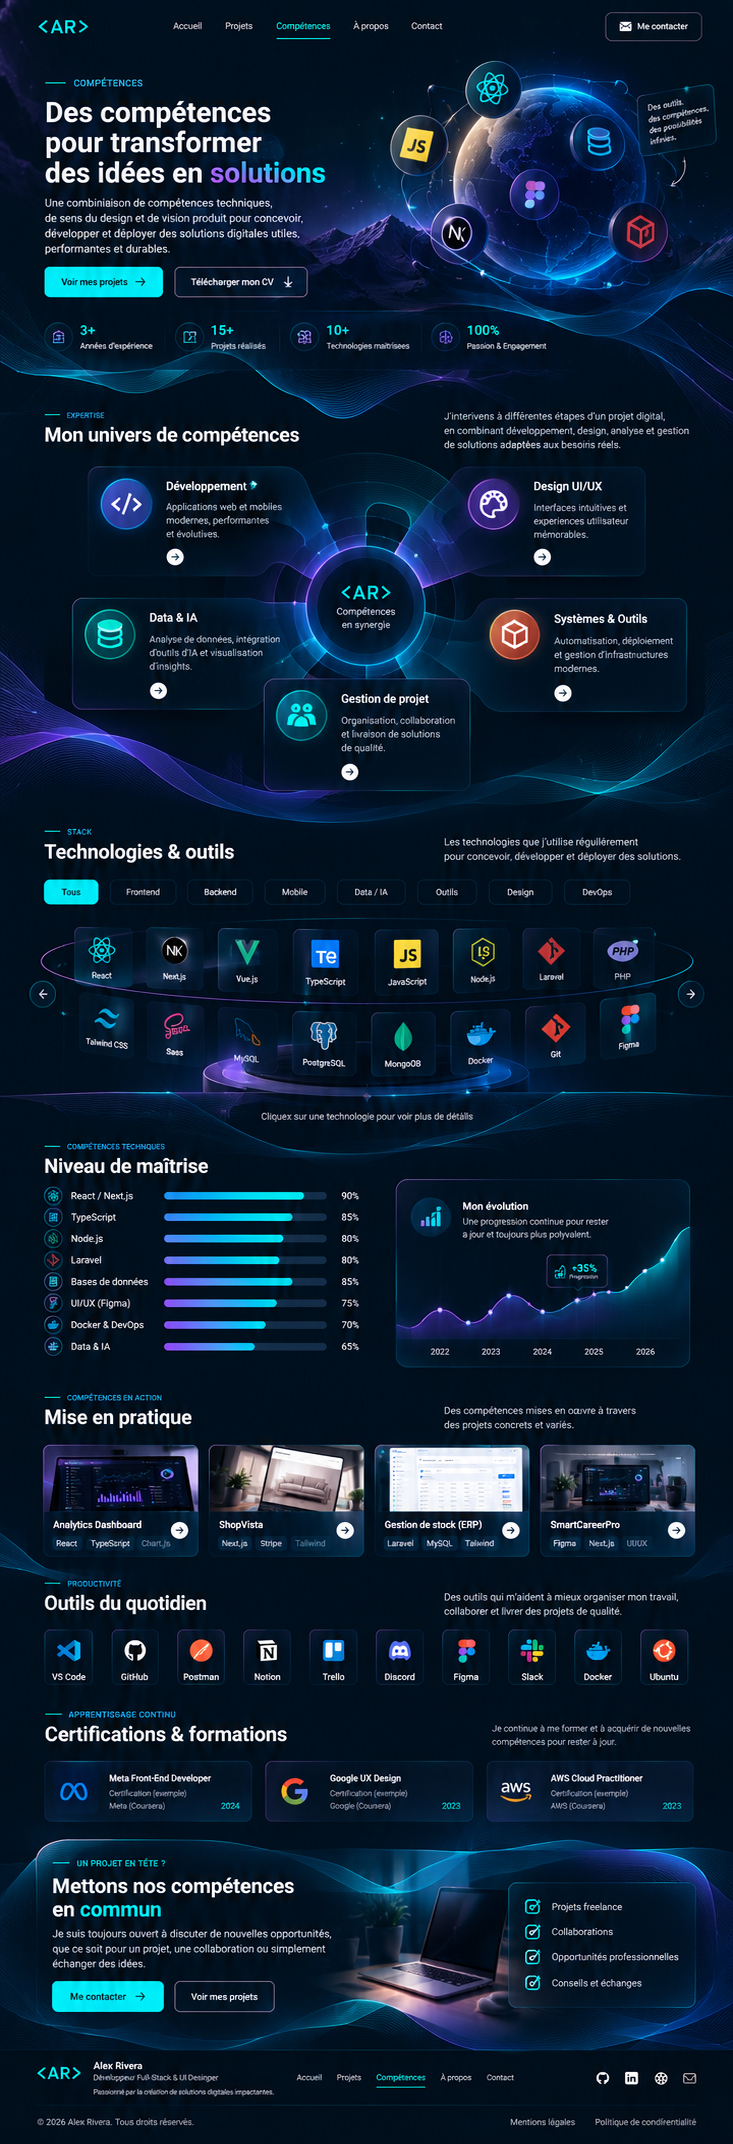 <AR>
Accueil
Projets
Compétences
À propos
Contact
Me contacter
COMPÉTENCES
Des compétences
pour transformer
des idées en solutions
Une combiniaison de compétences techniques,
de sens du design et de vision produit pour concevoir,
développer et déployer des solutions digitales utiles,
performantes et durables.
Voir mes projets
Télécharger mon CV
JS
Des outils,
des compétences,
des possibilités
infinies.
3+
Années d'expérience
15+
Projets réalisés
10+
Technologies maîtrisées
100%
Passion & Engagement
EXPERTISE
Mon univers de compétences
J'interviens à différentes étapes d'un projet digital,
en combinant développement, design, analyse et gestion
de solutions adaptées aux besoins réels.
Développement
Applications web et mobiles
modernes, performantes
et évolutives.
Design UI/UX
Interfaces intuitives et
experiences utilisateur
mémorables.
<AR>
Compétences
en synergie
Data & IA
Analyse de données, intégration
d'outils d'IA et visualisation
d'insights.
Systèmes & Outils
Automatisation, déploiement
et gestion d'infrastructures
modernes.
Gestion de projet
Organisation, collaboration
et livraison de solutions
de qualité.
STACK
Technologies & outils
Les technologies que j'utilise régulièrement
pour concevoir, développer et déployer des solutions.
Tous
Frontend
Backend
Mobile
Data / IA
Outils
Design
DevOps
React
Next.js
Vue.js
TypeScript
JavaScript
Node.js
Laravel
PHP
Tailwind CSS
Sass
MySQL
PostgreSQL
MongoDB
Docker
Git
Figma
Cliquez sur une technologie pour voir plus de détails
COMPÉTENCES TECHNQUES
Niveau de maîtrise
React / Next.js 90%
TypeScript 85%
Node.js 80%
Laravel 80%
Bases de données 85%
UI/UX (Figma) 75%
Docker & DevOps 70%
Data & IA 65%
Mon évolution
Une progression continue pour rester
a jour et toujours plus polyvalent.
+35%
Progression
2022
2023
2024
2025
2026
COMPÉTENCES EN ACTION
Mise en pratique
Des compétences mises en oœuvre à travers
des projets concrets et variés.
Analytics Dashboard
React
TypeScript
Chart.js
ShopVista
Next.js
Stripe
Tailwind
Gestion de stock (ERP)
Laravel
MySQL
Taiwind
SmartCareerPro
Figma
Next.js
UIUX
PRODUCTIVITÉ
Outils du quotidien
Des outils qui m'aident à mieux organiser mon travail,
collaborer et livrer des projets de qualité.
VS Code
GitHub
Postman
Notion
Trello
Discord
Figma
Slack
Docker
Ubuntu
APPRENTISSAGE CONTINU
Certifications & formations
Je continue à me former et à acquérir de nouvelles
compétences pour rester à jour.
Meta Front-End Developer
Certification (exemple)
Meta (Coursera)
2024
Google UX Design
Certification (exemple)
Google (Coursera)
2023
aws
AWS Cloud Practitioner
Certification (exemple)
AWS (Coursera)
2023
UN PROJET EN TÊTE ?
Mettons nos compétences
en commun
Je suis toujours ouvert à discuter de nouvelles opportunités,
que ce soit pour un projet, une collaboration ou simplement
échanger des idées.
Me contacter
Voir mes projets
Projets freelance
Collaborations
Opportunités professionnelles
Conseils et échanges
<AR>
Alex Rivera
Développeur Full-Stack & UI Designer
Passionné par la création de solutions digitales impactantes.
Accueil
Projets
Compétences
À propos
Contact
© 2026 Alex Rivera. Tous droits réservés.
Mentions légales
Politique de condirentialité